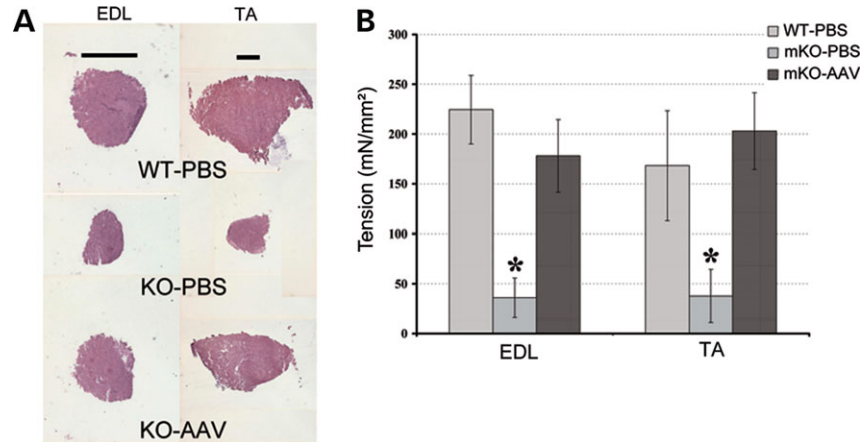 A
EDL
TA
WT-PBS
KO-PBS
KO-AAV
B
WT-PBS
mKO-PBS
mKO-AAV
Tension (mN/mm²)
300
250
200
150
100
50
0
*
*
EDL
TA